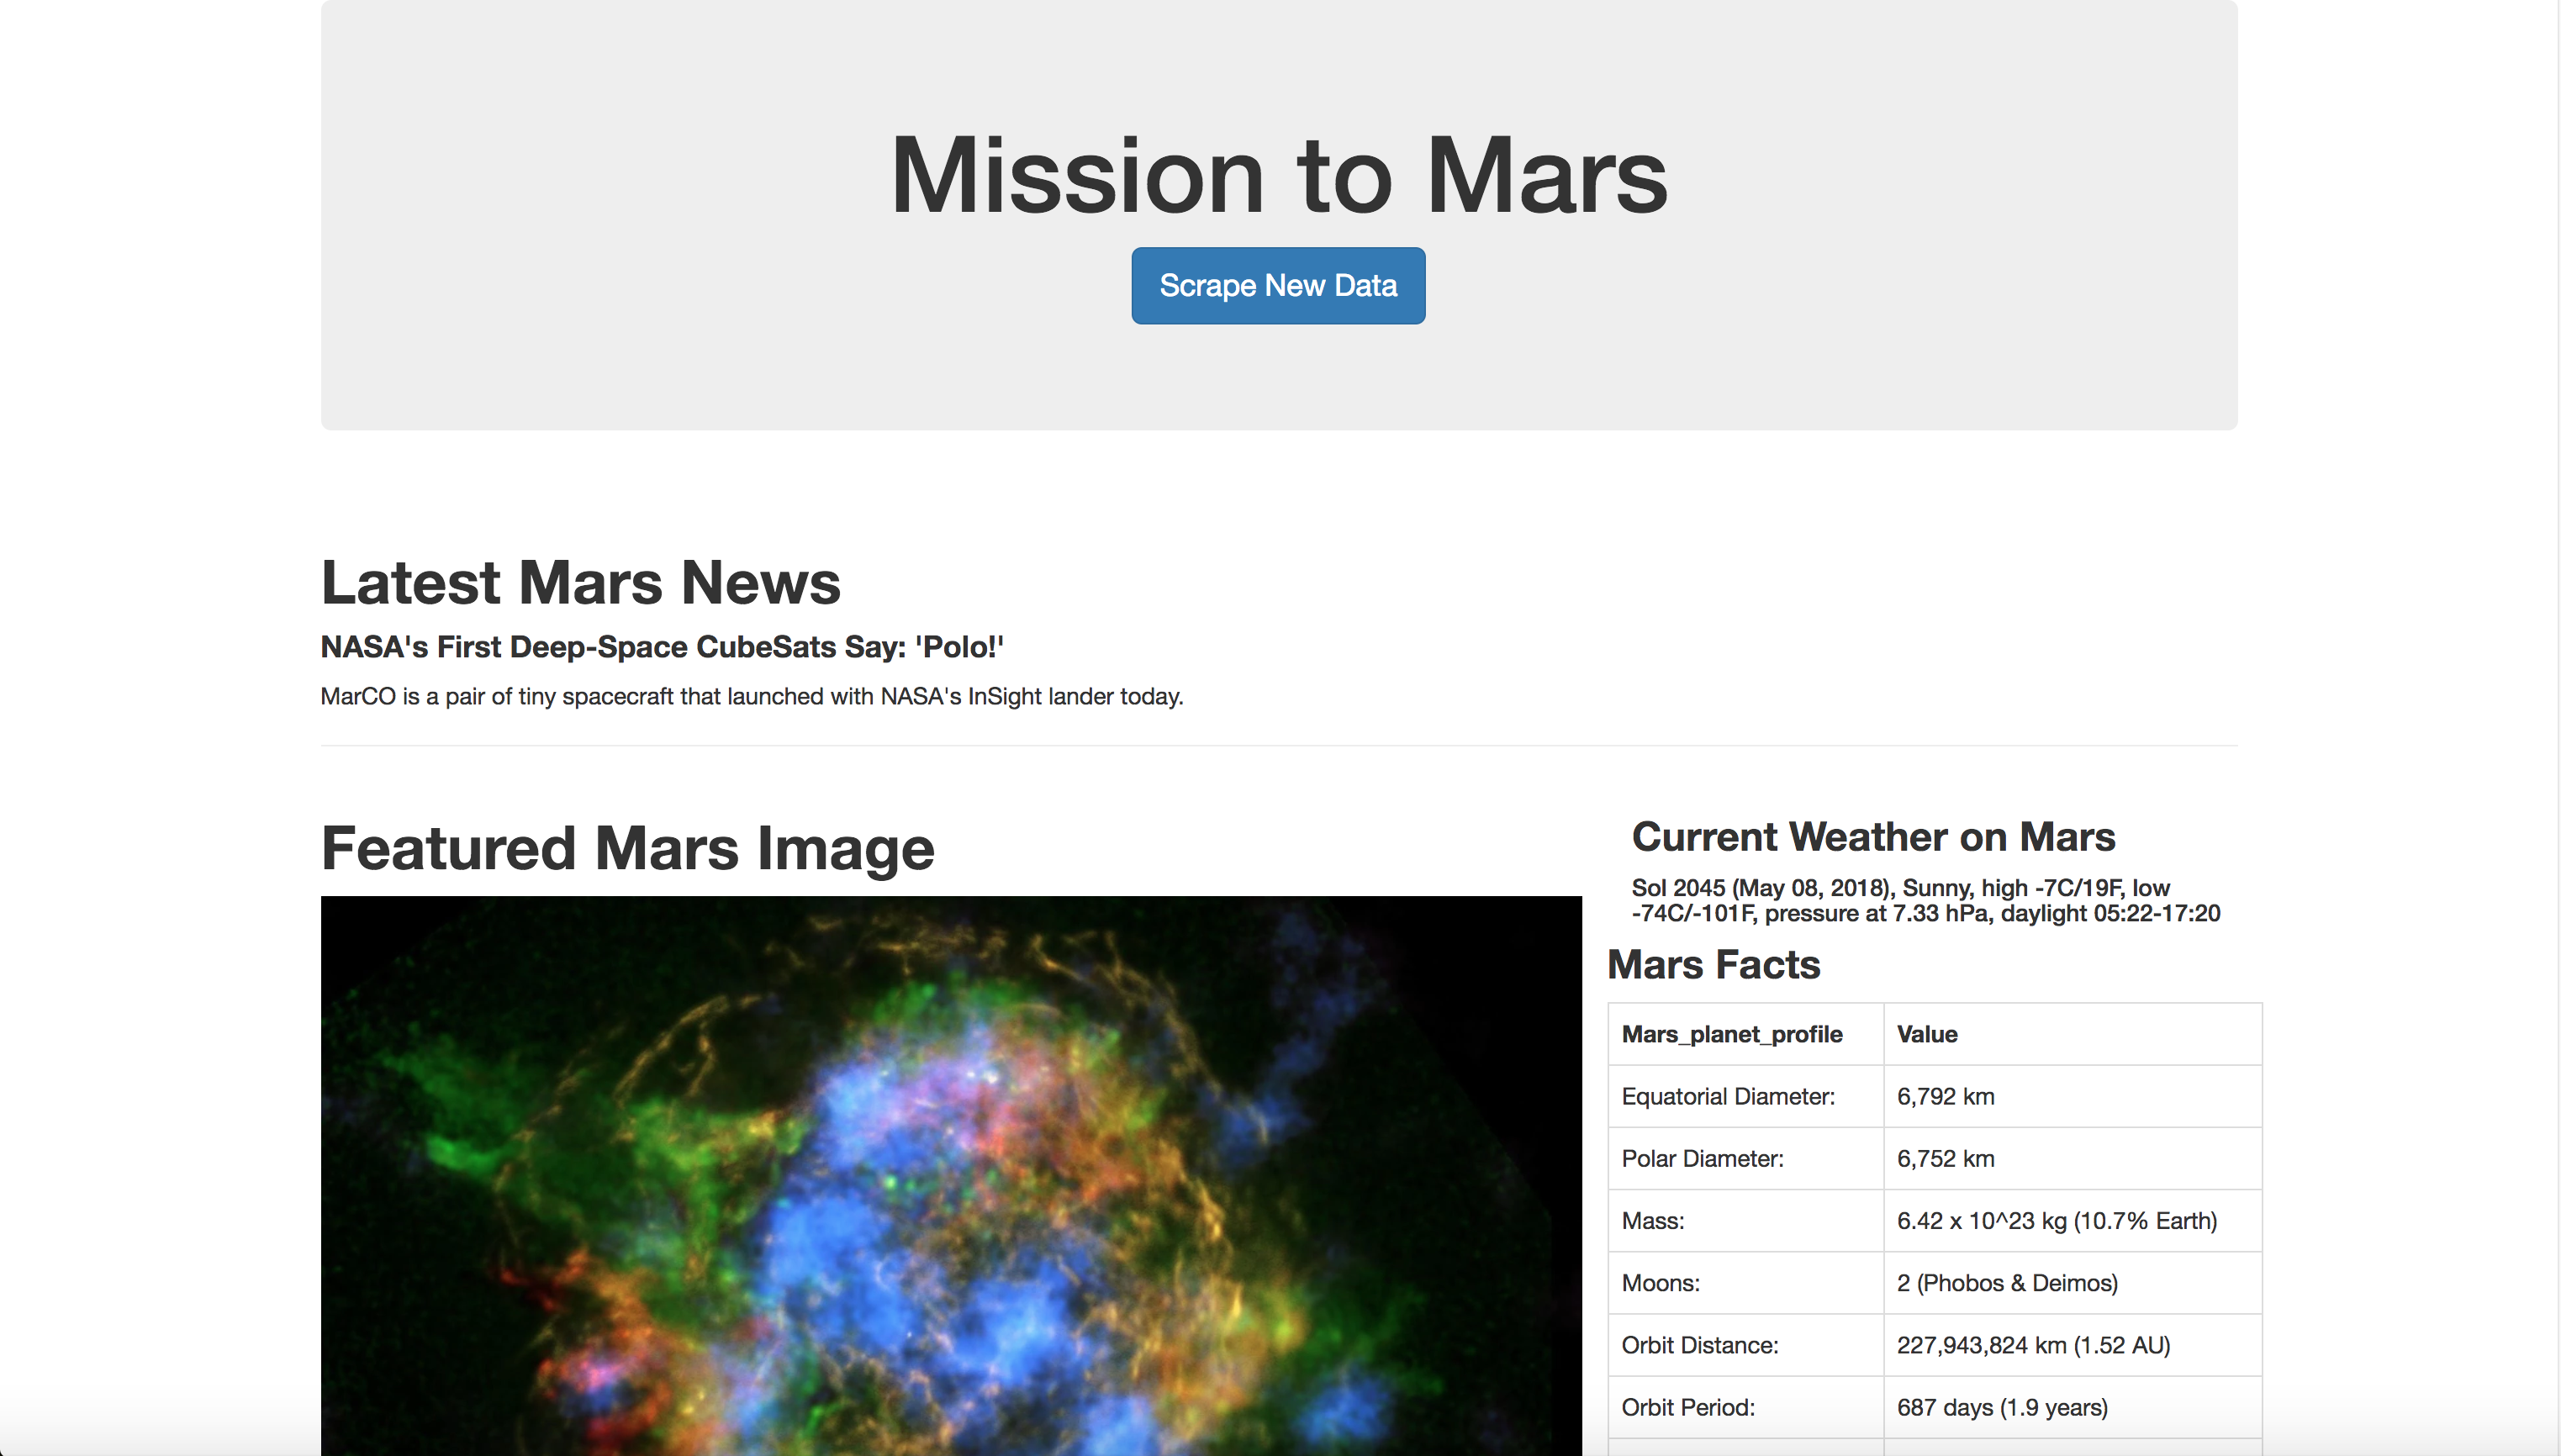 Mission to Mars
Scrape New Data
Latest Mars News
NASA's First Deep-Space CubeSats Say: 'Polo!'
MarCO is a pair of tiny spacecraft that launched with NASA's InSight lander today.
Featured Mars Image
Current Weather on Mars
Sol 2045 (May 08, 2018), Sunny, high -7C/19F, low
-74C/-101F, pressure at 7.33 hPa, daylight 05:22-17:20
Mars Facts
Mars_planet_profile Value
Equatorial Diameter: 6,792 km
Polar Diameter: 6,752 km
Mass: 6.42 x 10^23 kg (10.7% Earth)
Moons: 2 (Phobos & Deimos)
Orbit Distance: 227,943,824 km (1.52 AU)
Orbit Period: 687 days (1.9 years)